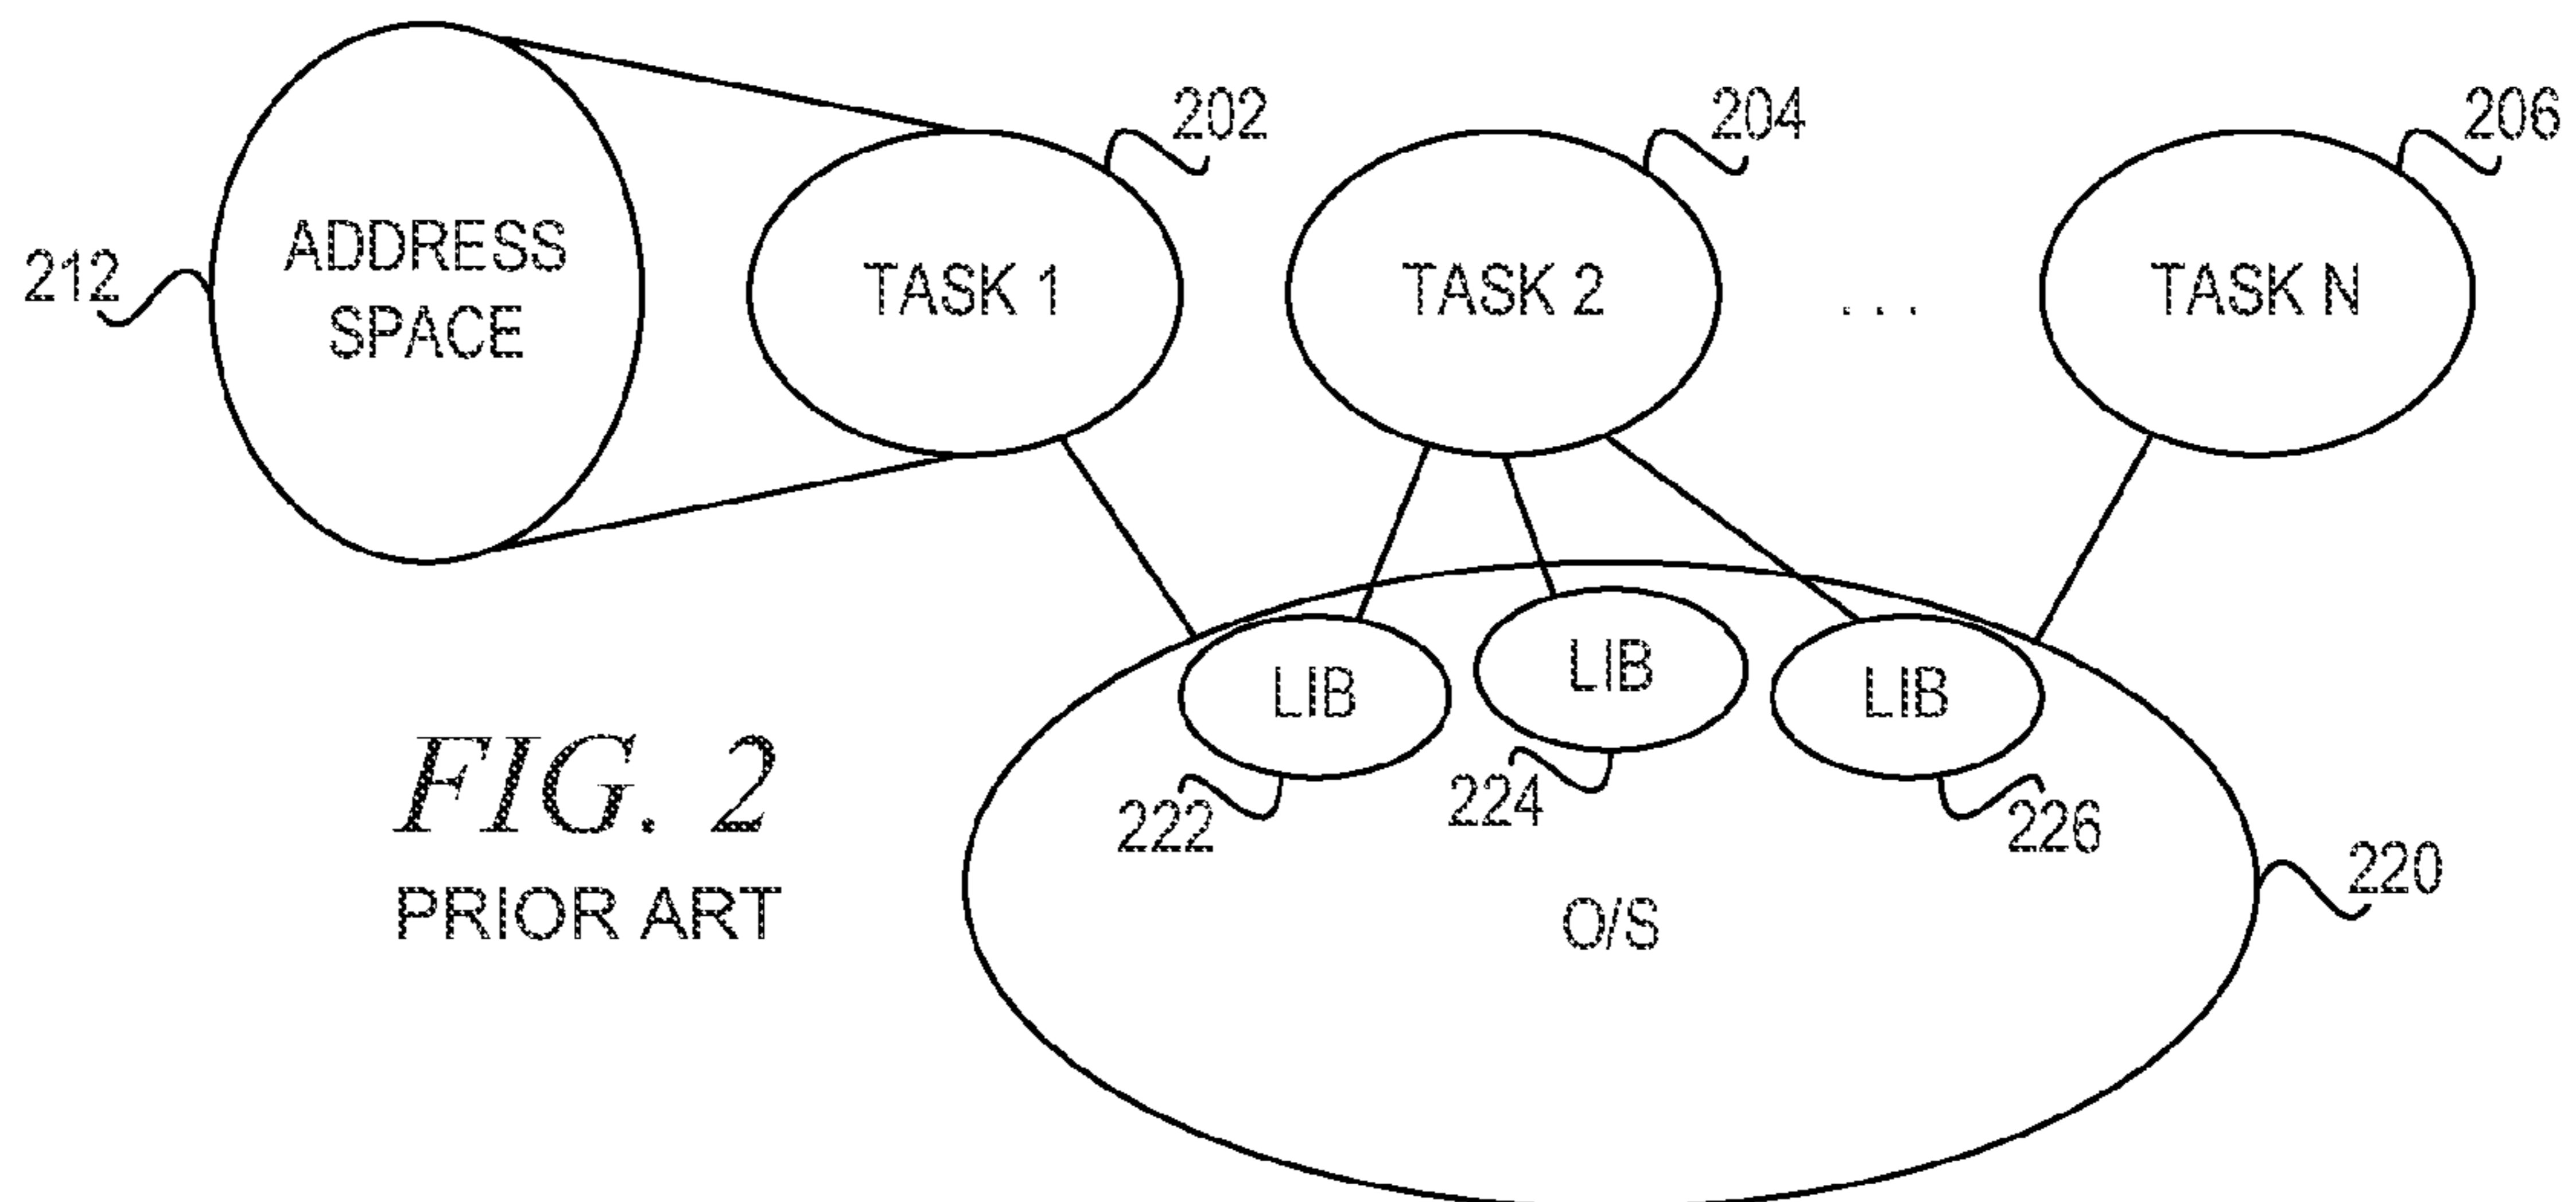 202
204
206
ADDRESS
SPACE
212
TASK 1
TASK 2
. . .
TASK N
LIB
LIB
LIB
222
224
226
220
O/S
FIG. 2
PRIOR ART